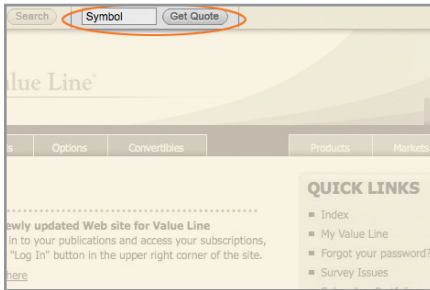 Search Symbol Get Quote
alue Line®
ls Options Convertibles Products Markets
QUICK LINKS
ewly updated Web site for Value Line
in to your publications and access your subscriptions,
"Log In" button in the upper right corner of the site.
here
Index
My Value Line
Forgot your password?
Survey Issues